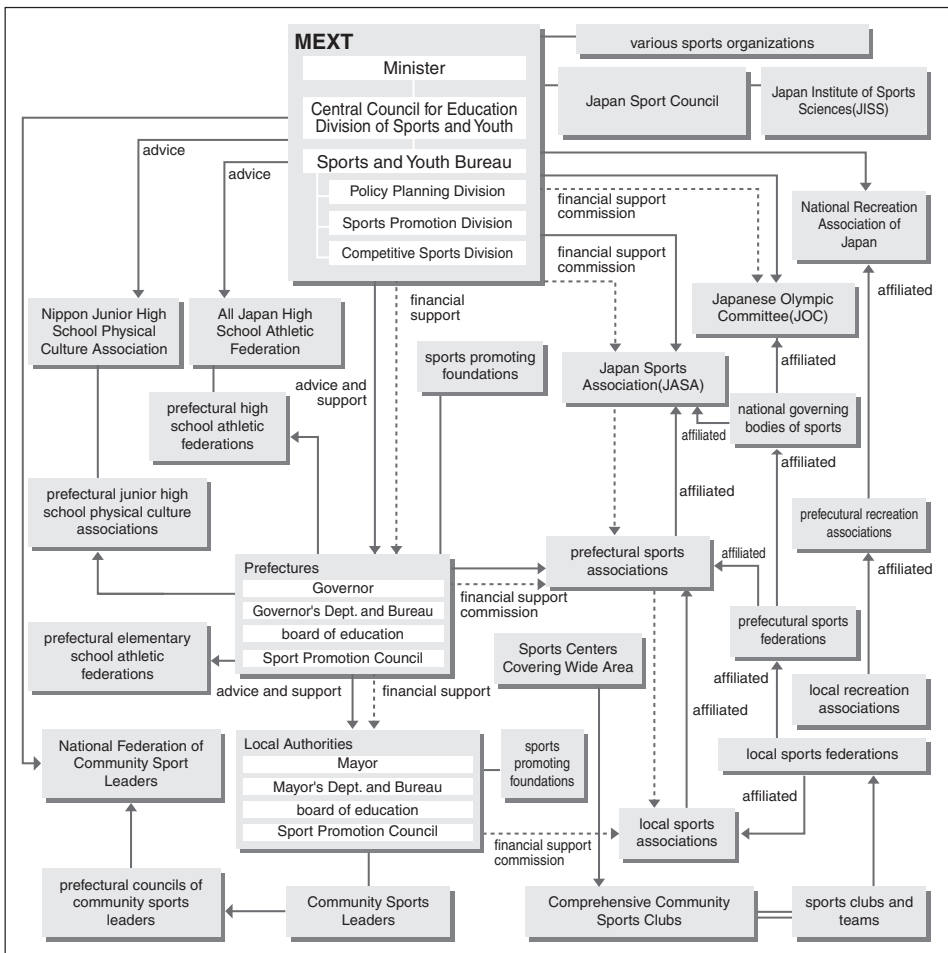 MEXT
Minister
Central Council for Education
Division of Sports and Youth
Sports and Youth Bureau
Policy Planning Division
Sports Promotion Division
Competitive Sports Division
various sports organizations
Japan Sport Council
Japan Institute of Sports
Sciences(JISS)
advice
advice
financial support
commission
National Recreation
Association of
Japan
financial support
commission
affiliated
financial
support
Nippon Junior High
School Physical
Culture Association
All Japan High
School Athletic
Federation
Japanese Olympic
Committee(JOC)
sports promoting
foundations
Japan Sports
Association(JASA)
affiliated
advice and
support
prefectural high
school athletic
federations
national governing
bodies of sports
affiliated
affiliated
affiliated
prefectural junior high
school physical culture
associations
prefecutural recreation
associations
prefectural sports
associations
affiliated
affiliated
Prefectures
Governor
Governor's Dept. and Bureau
board of education
Sport Promotion Council
financial support
commission
prefecutural sports
federations
prefectural elementary
school athletic
federations
Sports Centers
Covering Wide Area
affiliated
local recreation
associations
advice and support
financial support
affiliated
National Federation of
Community Sport
Leaders
Local Authorities
Mayor
Mayor's Dept. and Bureau
board of education
Sport Promotion Council
sports
promoting
foundations
local sports federations
affiliated
local sports
associations
financial support
commission
prefectural councils of
community sports
leaders
Community Sports
Leaders
Comprehensive Community
Sports Clubs
sports clubs and
teams